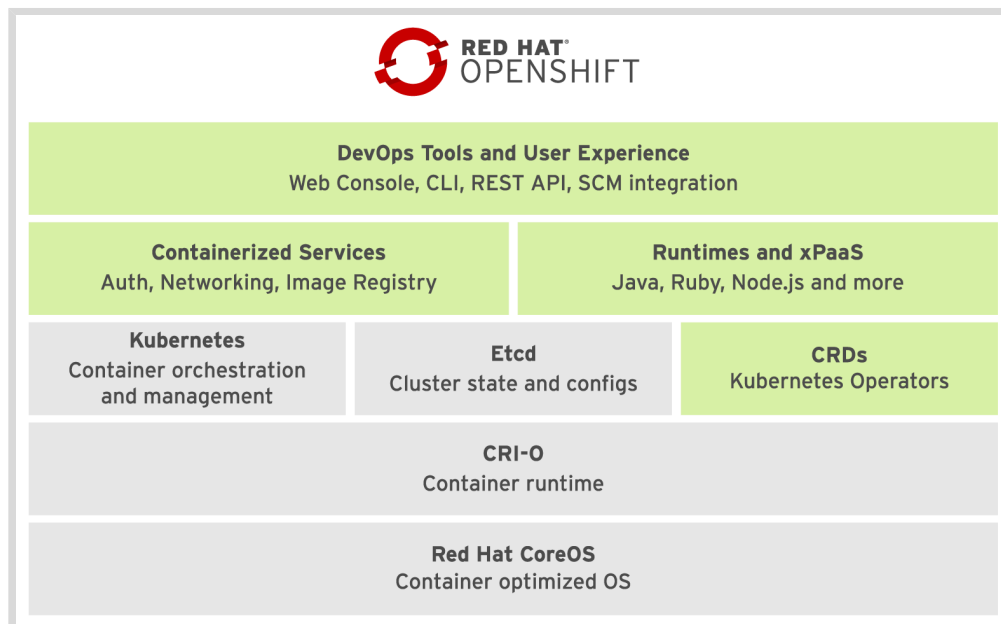 RED HAT®
OPENSHIFT
DevOps Tools and User Experience
Web Console, CLI, REST API, SCM integration
Containerized Services
Auth, Networking, Image Registry
Runtimes and xPaaS
Java, Ruby, Node.js and more
Kubernetes
Container orchestration
and management
Etcd
Cluster state and configs
CRDs
Kubernetes Operators
CRI-O
Container runtime
Red Hat CoreOS
Container optimized OS